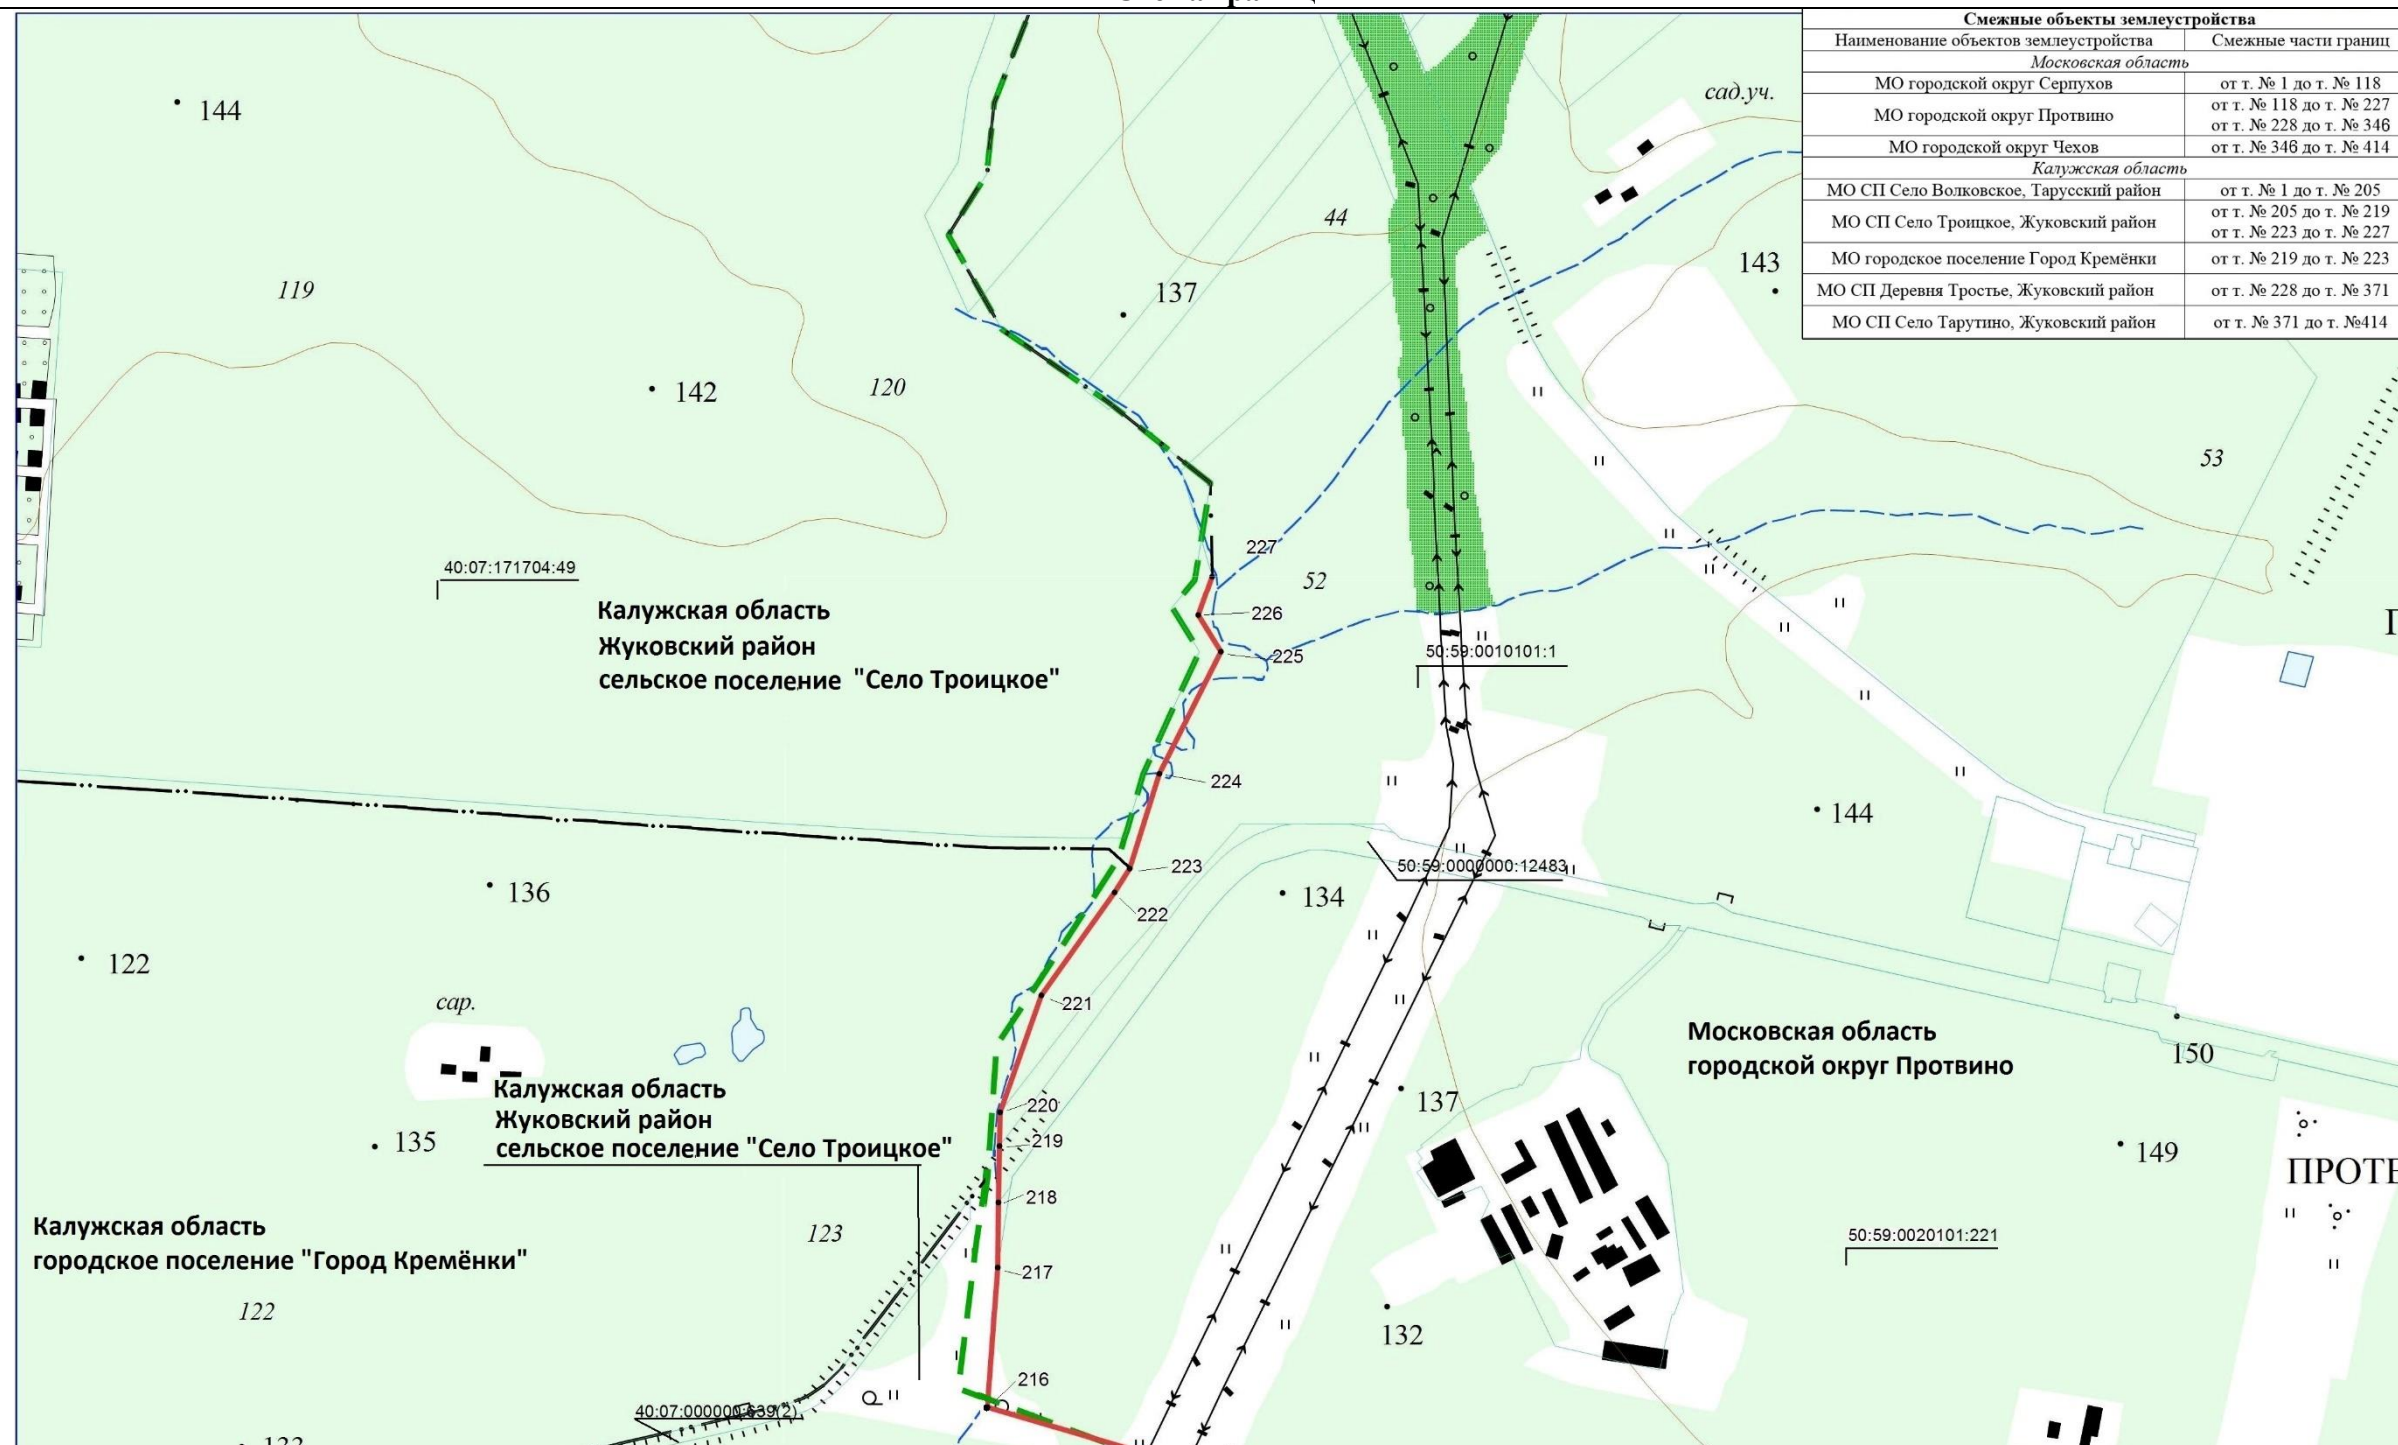 Смежные объекты землеустройства
Наименование объектов землеустройства Смежные части границ
Московская область
МО городской округ Серпухов от т. № 1 до т. № 118
МО городской округ Протвино от т. № 118 до т. № 227
от т. № 228 до т. № 346
МО городской округ Чехов от т. № 346 до т. № 414
Калужская область
МО СП Село Волковское, Тарусский район от т. № 1 до т. № 205
МО СП Село Троицкое, Жуковский район от т. № 205 до т. № 219
от т. № 223 до т. № 227
МО городское поселение Город Кремёнки от т. № 219 до т. № 223
МО СП Деревня Тростье, Жуковский район от т. № 228 до т. № 371
МО СП Село Тарутино, Жуковский район от т. № 371 до т. №414
144
сад.уч.
44
143
119
137
142
120
53
227
40:07:171704:49
52
Калужская область
Жуковский район
сельское поселение "Село Троицкое"
226
225
50:59:0010101:1
224
144
223
50:59:0000000:12483
136
134
222
122
сар.
221
Московская область
городской округ Протвино
150
Калужская область
Жуковский район
сельское поселение "Село Троицкое"
220
137
219
135
149
218
Калужская область
городское поселение "Город Кремёнки"
123
50:59:0020101:221
217
122
132
216
40:07:000000:639(2)